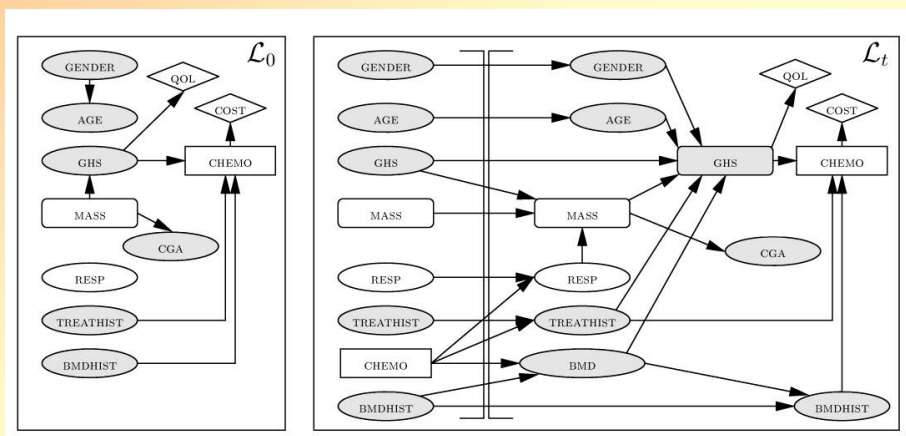 ℒ₀
GENDER
QOL
COST
AGE
GHS
CHEMO
MASS
CGA
RESP
TREATHIST
BMDHIST
ℒₜ
GENDER
GENDER
QOL
COST
AGE
AGE
GHS
GHS
CHEMO
MASS
MASS
CGA
RESP
RESP
TREATHIST
TREATHIST
CHEMO
BMD
BMDHIST
BMDHIST